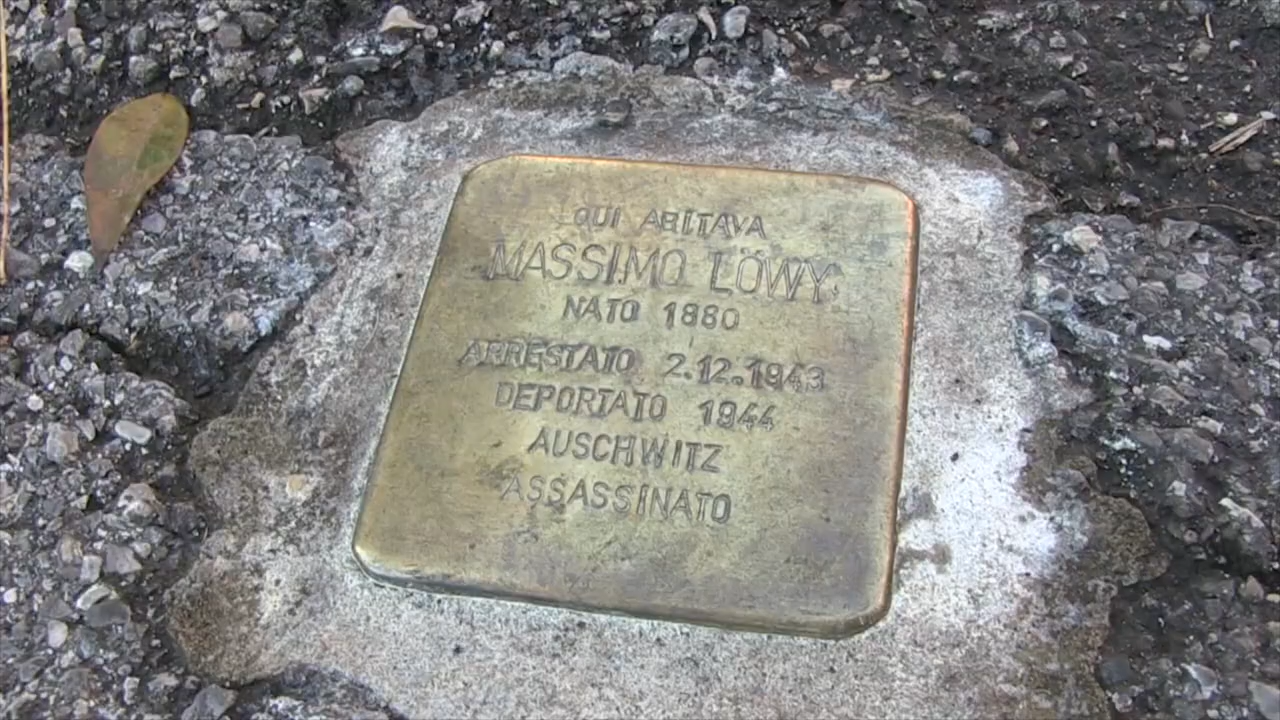 QUI ABITAVA
MASSIMO LÖWY
NATO 1880
ARRESTATO 2.12.1943
DEPORTATO 1944
AUSCHWITZ
ASSASSINATO